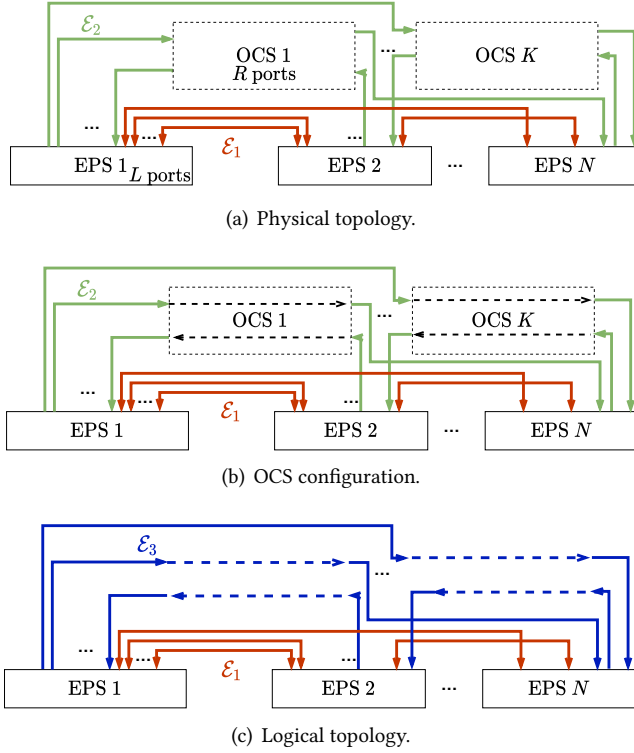 ℰ₂
OCS 1
R ports
...
OCS K
...
...
ℰ₁
...
EPS 1
L ports
EPS 2
...
EPS N
(a) Physical topology.
ℰ₂
OCS 1
...
OCS K
...
...
ℰ₁
...
EPS 1
EPS 2
...
EPS N
(b) OCS configuration.
ℰ₃
...
...
...
ℰ₁
...
EPS 1
EPS 2
...
EPS N
(c) Logical topology.